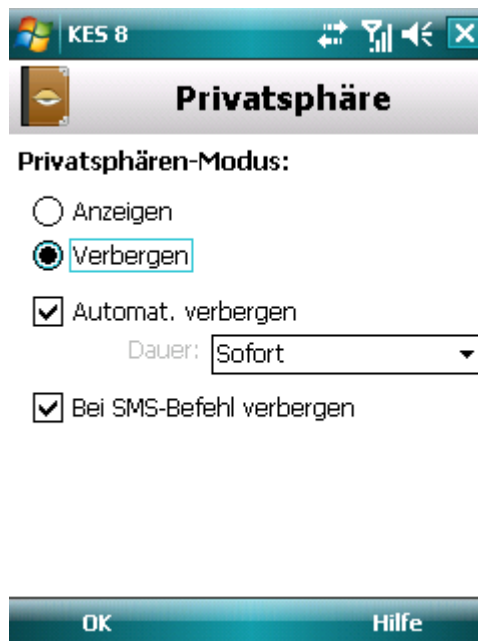 KES 8
Privatsphäre
Privatsphären-Modus:
Anzeigen
Verbergen
Automat. verbergen
Dauer: Sofort
Bei SMS-Befehl verbergen
OK Hilfe